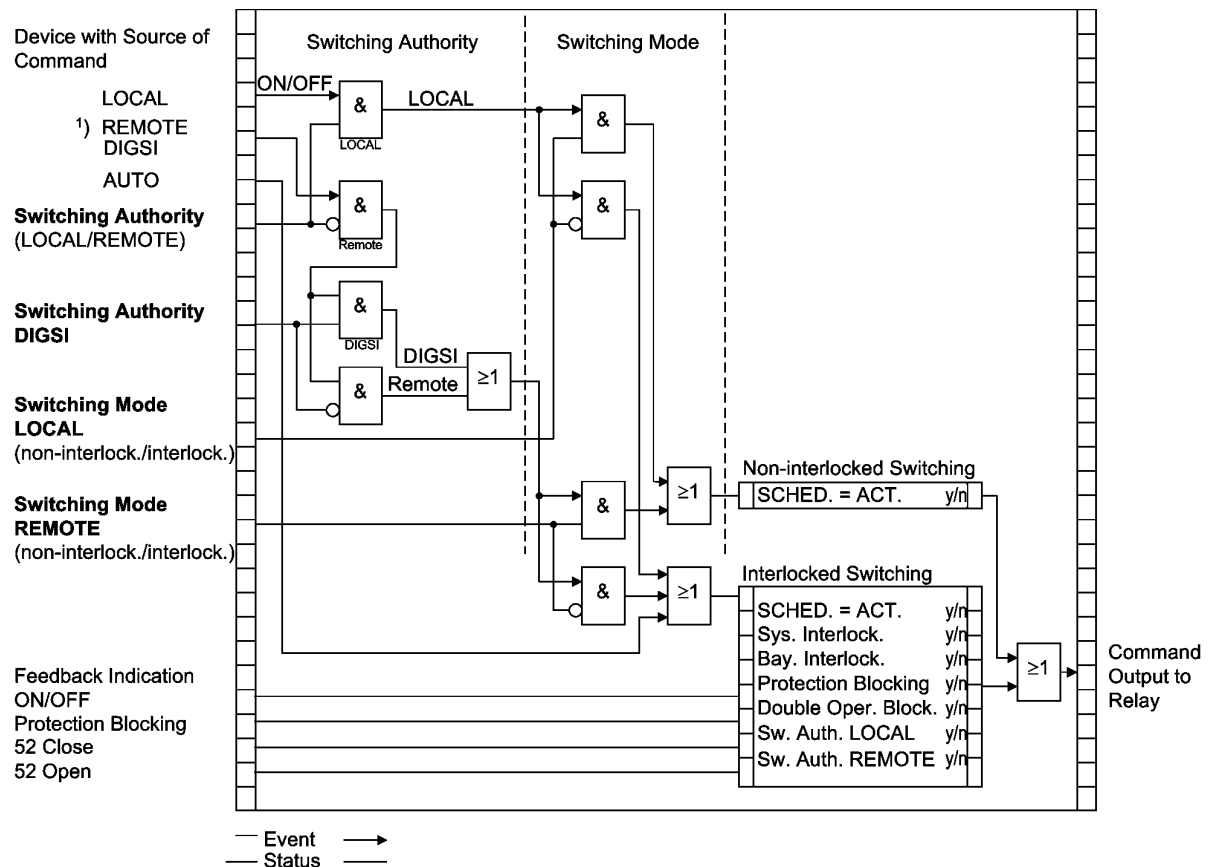 Device with Source of
Command
LOCAL
1) REMOTE
DIGSI
AUTO
Switching Authority
(LOCAL/REMOTE)
Switching Authority
DIGSI
Switching Mode
LOCAL
(non-interlock./interlock.)
Switching Mode
REMOTE
(non-interlock./interlock.)
Feedback Indication
ON/OFF
Protection Blocking
52 Close
52 Open
Switching Authority
Switching Mode
ON/OFF
&
LOCAL
LOCAL
&
Remote
&
DIGSI
DIGSI
&
Remote
≥1
&
&
&
≥1
&
≥1
Non-interlocked Switching
SCHED. = ACT. y/n
Interlocked Switching
SCHED. = ACT. y/n
Sys. Interlock. y/n
Bay. Interlock. y/n
Protection Blocking y/n
Double Oper. Block. y/n
Sw. Auth. LOCAL y/n
Sw. Auth. REMOTE y/n
≥1
Command
Output to
Relay
Event
Status